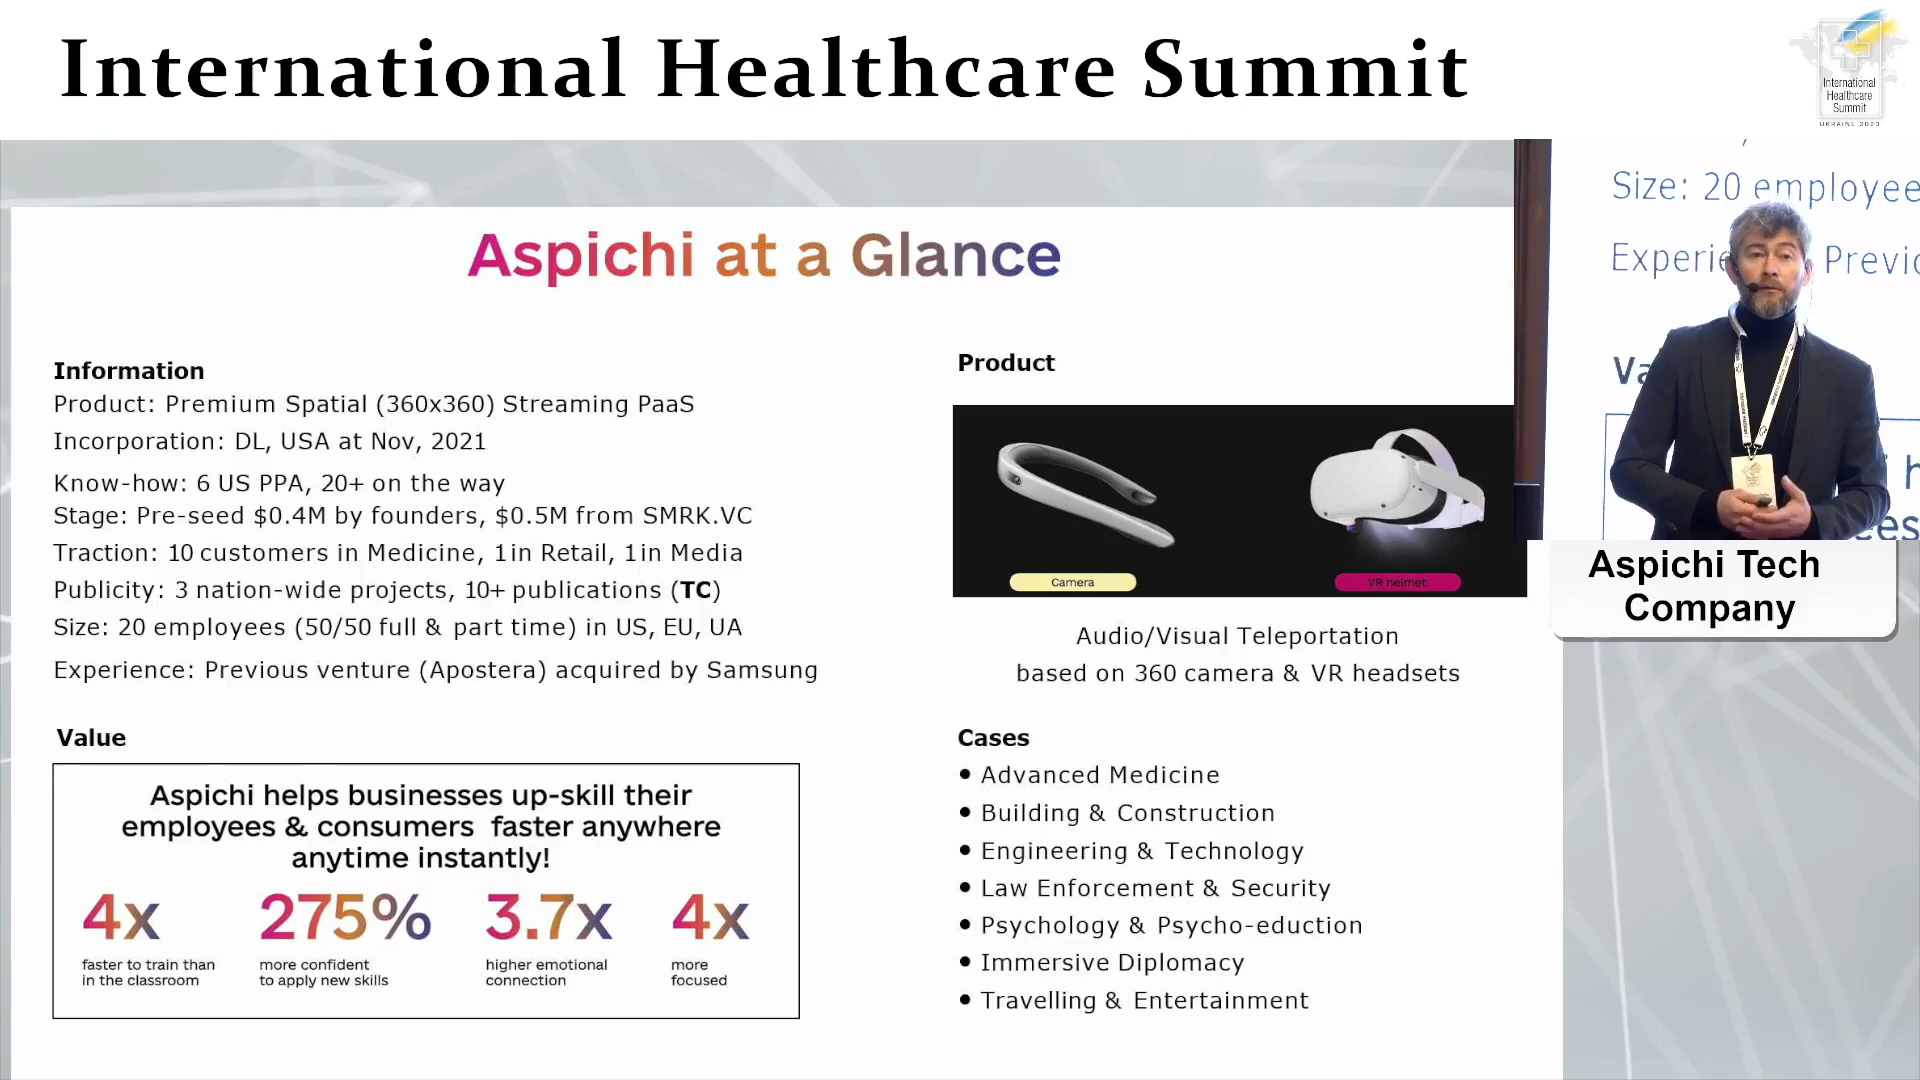 International Healthcare Summit
International
Healthcare
Summit
UKRAINE 2023
Aspichi at a Glance
Information
Product: Premium Spatial (360x360) Streaming PaaS
Incorporation: DL, USA at Nov, 2021
Know-how: 6 US PPA, 20+ on the way
Stage: Pre-seed $0.4M by founders, $0.5M from SMRK.VC
Traction: 10 customers in Medicine, 1 in Retail, 1 in Media
Publicity: 3 nation-wide projects, 10+ publications (TC)
Size: 20 employees (50/50 full & part time) in US, EU, UA
Experience: Previous venture (Apostera) acquired by Samsung
Value
Aspichi helps businesses up-skill their
employees & consumers faster anywhere
anytime instantly!
4x 275% 3.7x 4x
faster to train than more confident higher emotional more
in the classroom to apply new skills connection focused
Product
Camera VR helmet
Audio/Visual Teleportation
based on 360 camera & VR headsets
Cases
• Advanced Medicine
• Building & Construction
• Engineering & Technology
• Law Enforcement & Security
• Psychology & Psycho-eduction
• Immersive Diplomacy
• Travelling & Entertainment
Size: 20 employee
Experie Previo
Va
h
es
Aspichi Tech
Company